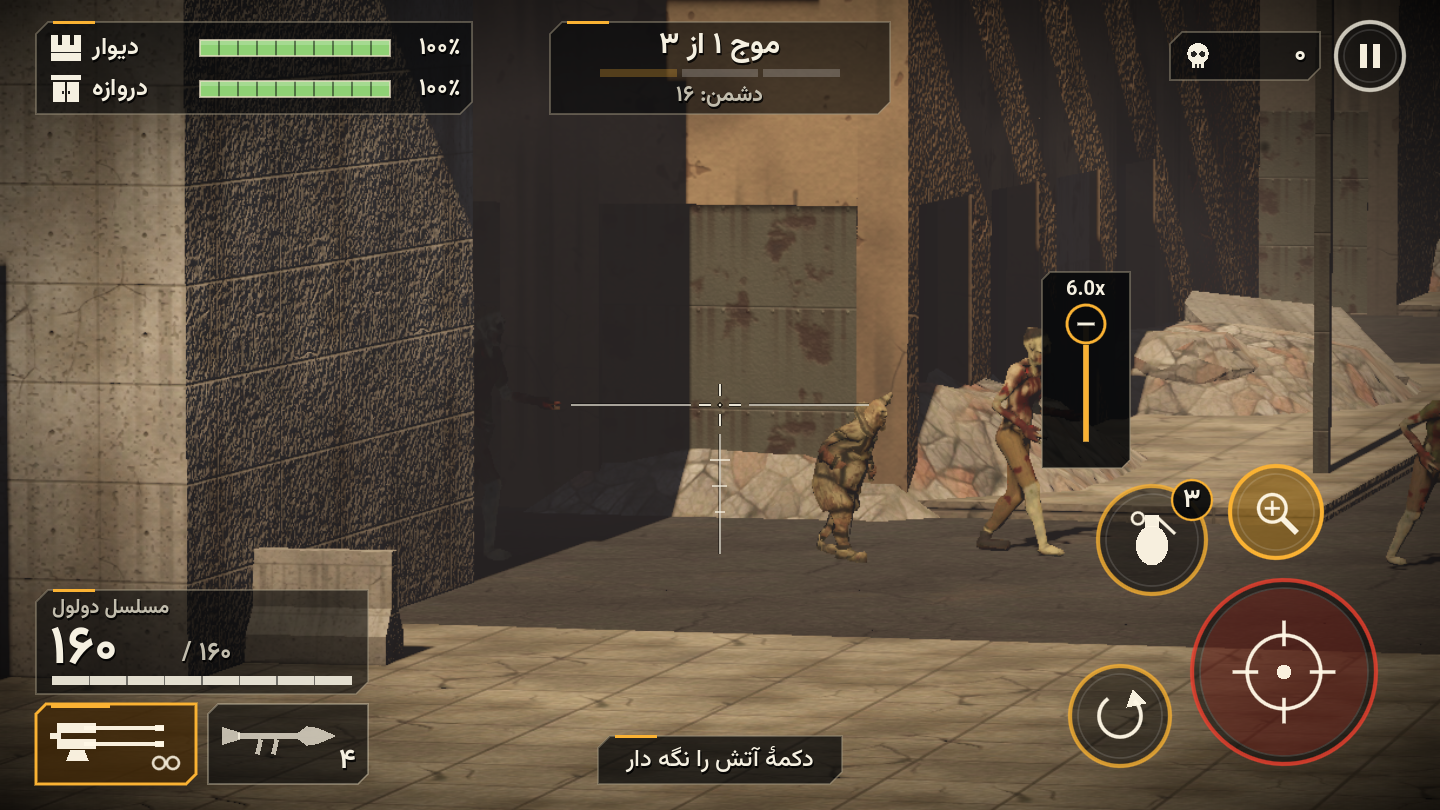 دیوار ۱۰۰٪
دروازه ۱۰۰٪
موج ۱ از ۳
دشمن: ۱۶
۰
6.0x
۳
مسلسل دولول
۱۶۰ / ۱۶۰
∞
۴
دکمهٔ آتش را نگه دار